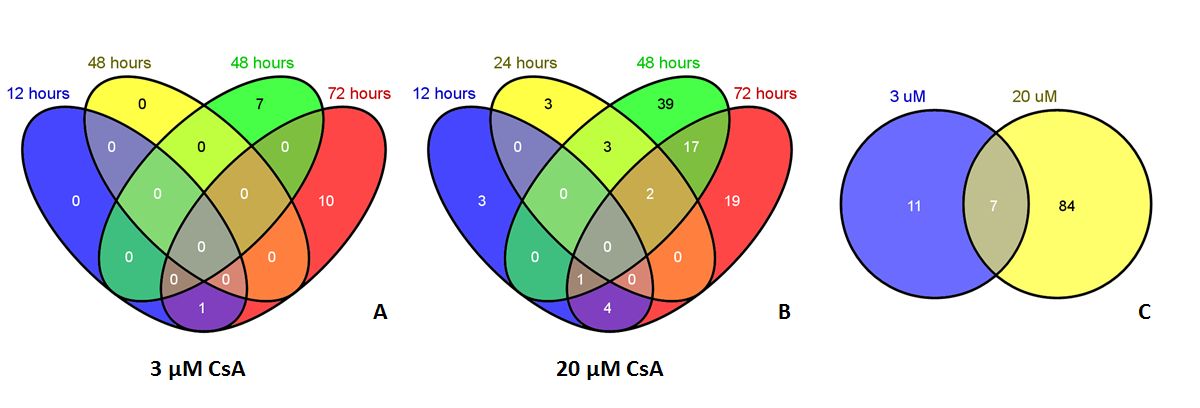 48 hours 48 hours 24 hours 48 hours
12 hours 72 hours 12 hours 72 hours 3 uM 20 uM
0 7 3 39
0 0 0 0 3 17
0 0 0 2
0 10 3 19 11 7 84
0 0
0 0 0 0
0 0 1 0
1 A 4 B C
3 µM CsA 20 µM CsA